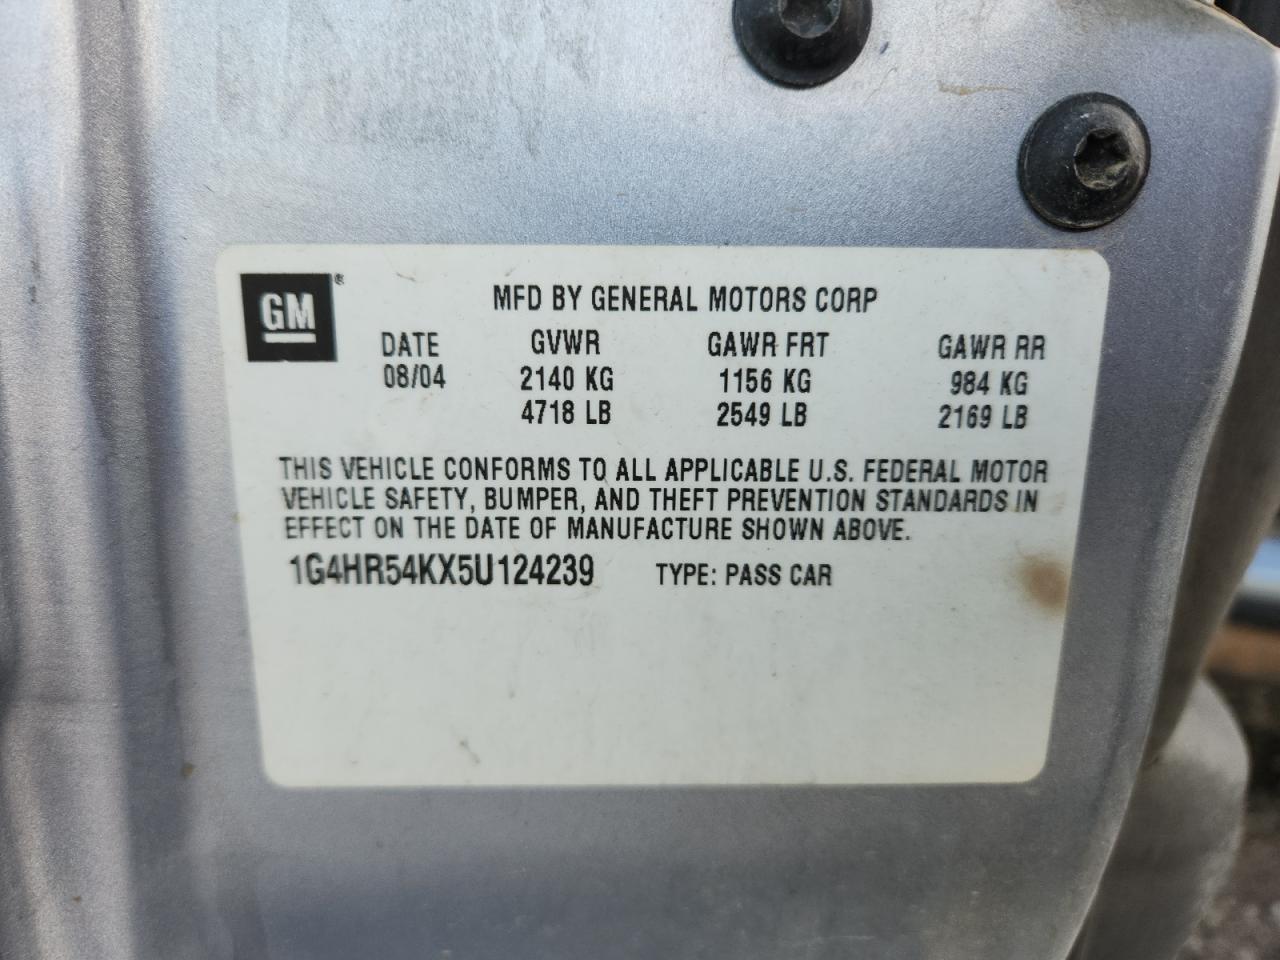 GM®
MFD BY GENERAL MOTORS CORP
DATE GVWR GAWR FRT GAWR RR
08/04 2140 KG 1156 KG 984 KG
4718 LB 2549 LB 2169 LB
THIS VEHICLE CONFORMS TO ALL APPLICABLE U.S. FEDERAL MOTOR
VEHICLE SAFETY, BUMPER, AND THEFT PREVENTION STANDARDS IN
EFFECT ON THE DATE OF MANUFACTURE SHOWN ABOVE.
1G4HR54KX5U124239 TYPE: PASS CAR